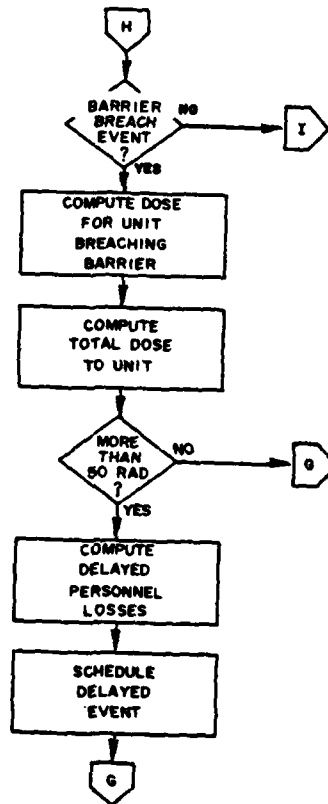 H
BARRIER
BREACH
EVENT
?
NO
I
YES
COMPUTE DOSE
FOR UNIT
BREACHING
BARRIER
COMPUTE
TOTAL DOSE
TO UNIT
MORE
THAN
50 RAD
?
NO
G
YES
COMPUTE
DELAYED
PERSONNEL
LOSSES
SCHEDULE
DELAYED
EVENT
G